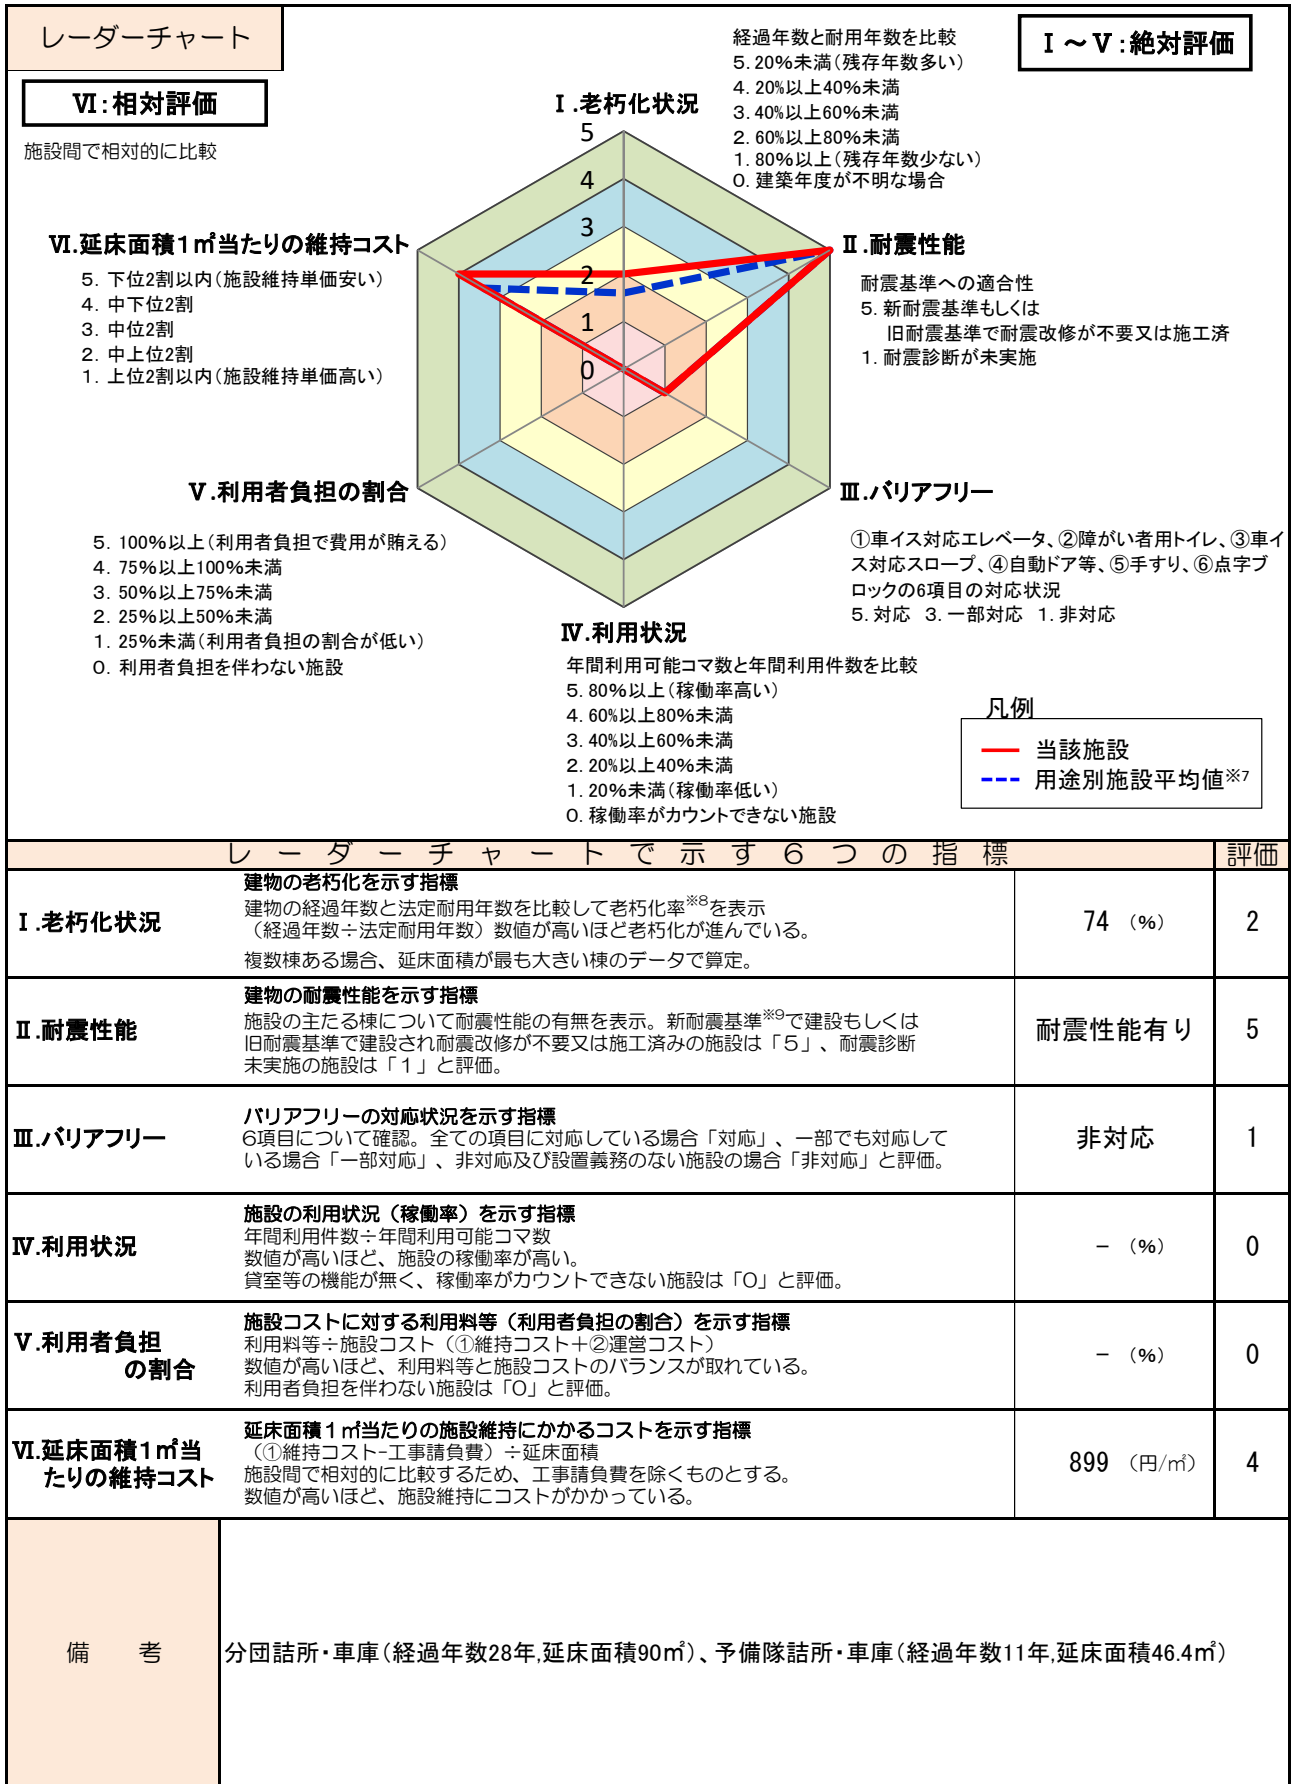 レーダーチャート
Ⅰ～Ⅴ：絶対評価
Ⅵ：相対評価
施設間で相対的に比較
経過年数と耐用年数を比較
5. 20%未満（残存年数多い）
4. 20%以上40%未満
3. 40%以上60%未満
2. 60%以上80%未満
1. 80%以上（残存年数少ない）
0. 建築年度が不明な場合
Ⅰ.老朽化状況
5
4
3
2
1
0
Ⅵ.延床面積1㎡当たりの維持コスト
5. 下位2割以内（施設維持単価安い）
4. 中下位2割
3. 中位2割
2. 中上位2割
1. 上位2割以内（施設維持単価高い）
Ⅱ.耐震性能
耐震基準への適合性
5. 新耐震基準もしくは
旧耐震基準で耐震改修が不要又は施工済
1. 耐震診断が未実施
Ⅴ.利用者負担の割合
5. 100%以上（利用者負担で費用が賄える）
4. 75%以上100%未満
3. 50%以上75%未満
2. 25%以上50%未満
1. 25%未満（利用者負担の割合が低い）
0. 利用者負担を伴わない施設
Ⅲ.バリアフリー
①車イス対応エレベータ、②障がい者用トイレ、③車イ
ス対応スロープ、④自動ドア等、⑤手すり、⑥点字ブ
ロックの6項目の対応状況
5. 対応 3. 一部対応 1. 非対応
Ⅳ.利用状況
年間利用可能コマ数と年間利用件数を比較
5. 80%以上（稼働率高い）
4. 60%以上80%未満
3. 40%以上60%未満
2. 20%以上40%未満
1. 20%未満（稼働率低い）
0. 稼働率がカウントできない施設
凡例
当該施設
用途別施設平均値※7
レーダーチャートで示す6つの指標 評価
Ⅰ.老朽化状況
建物の老朽化を示す指標
建物の経過年数と法定耐用年数を比較して老朽化率※8を表示
（経過年数÷法定耐用年数）数値が高いほど老朽化が進んでいる。
複数棟ある場合、延床面積が最も大きい棟のデータで算定。
74 （%） 2
Ⅱ.耐震性能
建物の耐震性能を示す指標
施設の主たる棟について耐震性能の有無を表示。新耐震基準※9で建設もしくは
旧耐震基準で建設され耐震改修が不要又は施工済みの施設は「5」、耐震診断
未実施の施設は「1」と評価。
耐震性能有り 5
Ⅲ.バリアフリー
バリアフリーの対応状況を示す指標
6項目について確認。全ての項目に対応している場合「対応」、一部でも対応して
いる場合「一部対応」、非対応及び設置義務のない施設の場合「非対応」と評価。
非対応 1
Ⅳ.利用状況
施設の利用状況（稼働率）を示す指標
年間利用件数÷年間利用可能コマ数
数値が高いほど、施設の稼働率が高い。
貸室等の機能が無く、稼働率がカウントできない施設は「0」と評価。
－ （%） 0
Ⅴ.利用者負担
の割合
施設コストに対する利用料等（利用者負担の割合）を示す指標
利用料等÷施設コスト（①維持コスト＋②運営コスト）
数値が高いほど、利用料等と施設コストのバランスが取れている。
利用者負担を伴わない施設は「0」と評価。
－ （%） 0
Ⅵ.延床面積1㎡当
たりの維持コスト
延床面積1㎡当たりの施設維持にかかるコストを示す指標
（①維持コスト-工事請負費）÷延床面積
施設間で相対的に比較するため、工事請負費を除くものとする。
数値が高いほど、施設維持にコストがかかっている。
899 （円/㎡） 4
備 考
分団詰所・車庫（経過年数28年,延床面積90㎡）、予備隊詰所・車庫（経過年数11年,延床面積46.4㎡）